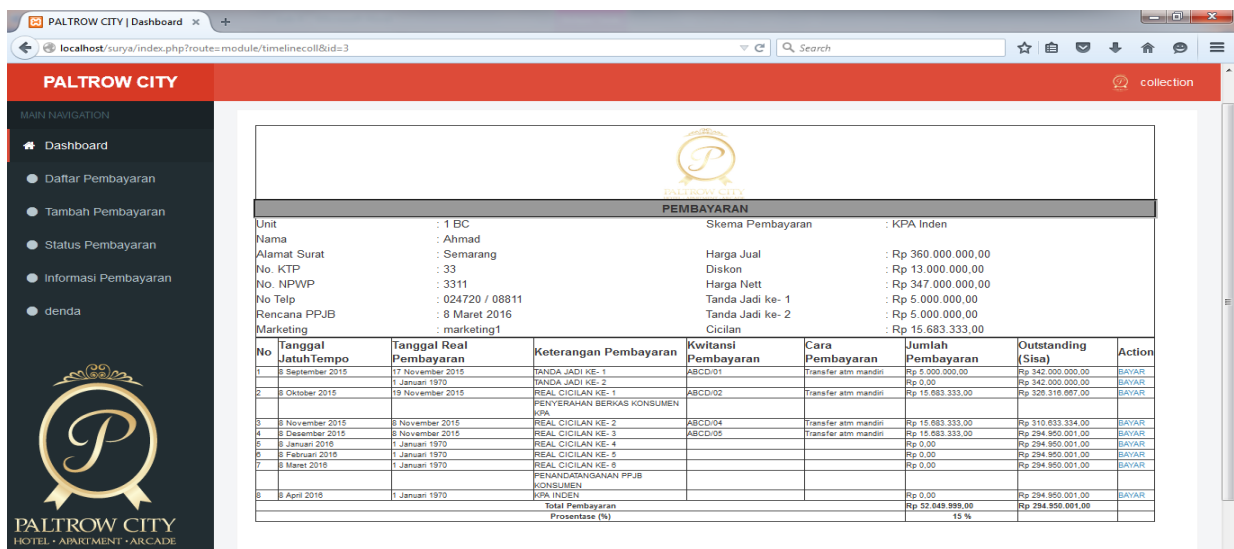 PALTROW CITY | Dashboard × +
localhost/surya/index.php?route=module/timelinecoll&id=3
Search
PALTROW CITY
collection
MAIN NAVIGATION
Dashboard
Daftar Pembayaran
Tambah Pembayaran
Status Pembayaran
Informasi Pembayaran
denda
P
PALTROW CITY
HOTEL • APARTMENT • ARCADE
P
PALTROW CITY
PEMBAYARAN
Unit : 1 BC Skema Pembayaran : KPA Inden
Nama : Ahmad
Alamat Surat : Semarang Harga Jual : Rp 360.000.000,00
No. KTP : 33 Diskon : Rp 13.000.000,00
No. NPWP : 3311 Harga Nett : Rp 347.000.000,00
No Telp : 024720 / 08811 Tanda Jadi ke- 1 : Rp 5.000.000,00
Rencana PPJB : 8 Maret 2016 Tanda Jadi ke- 2 : Rp 5.000.000,00
Marketing : marketing1 Cicilan : Rp 15.683.333,00
No Tanggal JatuhTempo Tanggal Real Pembayaran Keterangan Pembayaran Kwitansi Pembayaran Cara Pembayaran Jumlah Pembayaran Outstanding (Sisa) Action
1 8 September 2015 17 November 2015 TANDA JADI KE- 1 ABCD/01 Transfer atm mandiri Rp 5.000.000,00 Rp 342.000.000,00 BAYAR
1 Januari 1970 TANDA JADI KE- 2 Rp 0,00 Rp 342.000.000,00 BAYAR
2 8 Oktober 2015 19 November 2015 REAL CICILAN KE- 1 ABCD/02 Transfer atm mandiri Rp 15.683.333,00 Rp 326.316.667,00 BAYAR
PENYERAHAN BERKAS KONSUMEN
KPA
3 8 November 2015 8 November 2015 REAL CICILAN KE- 2 ABCD/04 Transfer atm mandiri Rp 15.683.333,00 Rp 310.633.334,00 BAYAR
4 8 Desember 2015 8 November 2015 REAL CICILAN KE- 3 ABCD/05 Transfer atm mandiri Rp 15.683.333,00 Rp 294.950.001,00 BAYAR
5 8 Januari 2016 1 Januari 1970 REAL CICILAN KE- 4 Rp 0,00 Rp 294.950.001,00 BAYAR
6 8 Februari 2016 1 Januari 1970 REAL CICILAN KE- 5 Rp 0,00 Rp 294.950.001,00 BAYAR
7 8 Maret 2016 1 Januari 1970 REAL CICILAN KE- 6 Rp 0,00 Rp 294.950.001,00 BAYAR
PENANDATANGANAN PPJB
KONSUMEN
8 8 April 2016 1 Januari 1970 KPA INDEN Rp 0,00 Rp 294.950.001,00 BAYAR
Total Pembayaran Rp 52.049.999,00 Rp 294.950.001,00
Prosentase (%) 15 %